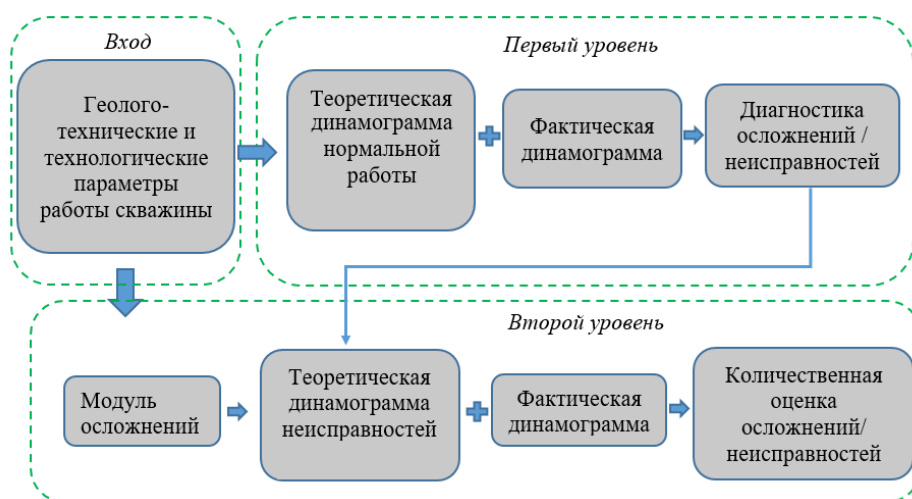 Вход
Геолого-
технические и
технологические
параметры
работы скважины
Первый уровень
Теоретическая
динамограмма
нормальной
работы
Фактическая
динамограмма
Диагностика
осложнений /
неисправностей
Второй уровень
Модуль
осложнений
Теоретическая
динамограмма
неисправностей
Фактическая
динамограмма
Количественная
оценка
осложнений/
неисправностей